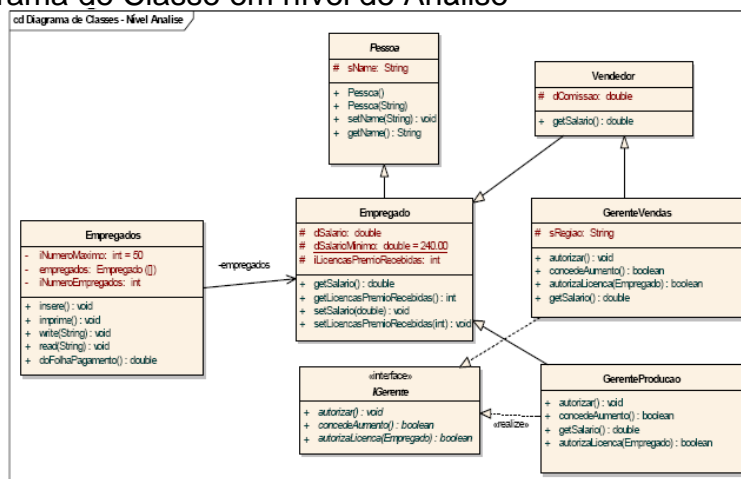 rama de Classe em nível de Análise
cd Diagrama de Classes - Nível Analise
Pessoa
# sName: String
+ Pessoa()
+ Pessoa(String)
+ setName(String) : void
+ getName() : String
Vendedor
# dComissao: double
+ getSalario() : double
Empregados
- iNumeroMaximo: int = 50
- empregados: Empregado ([])
- iNumeroEmpregados: int
+ insere() : void
+ imprime() : void
+ write(String) : void
+ read(String) : void
+ doFolhaPagamento() : double
-empregados
Empregado
# dSalario: double
# dSalarioMinimo: double = 240.00
# iLicencasPremioRecebidas: int
+ getSalario() : double
+ getLicencasPremioRecebidas() : int
+ setSalario(double) : void
+ setLicencasPremioRecebidas(int) : void
GerenteVendas
# sRegiao: String
+ autorizar() : void
+ concedeAumento() : boolean
+ autorizaLicenca(Empregado) : boolean
+ getSalario() : double
«interface»
IGerente
+ autorizar() : void
+ concedeAumento() : boolean
+ autorizaLicenca(Empregado) : boolean
«realize»
GerenteProducao
+ autorizar() : void
+ concedeAumento() : boolean
+ getSalario() : double
+ autorizaLicenca(Empregado) : boolean